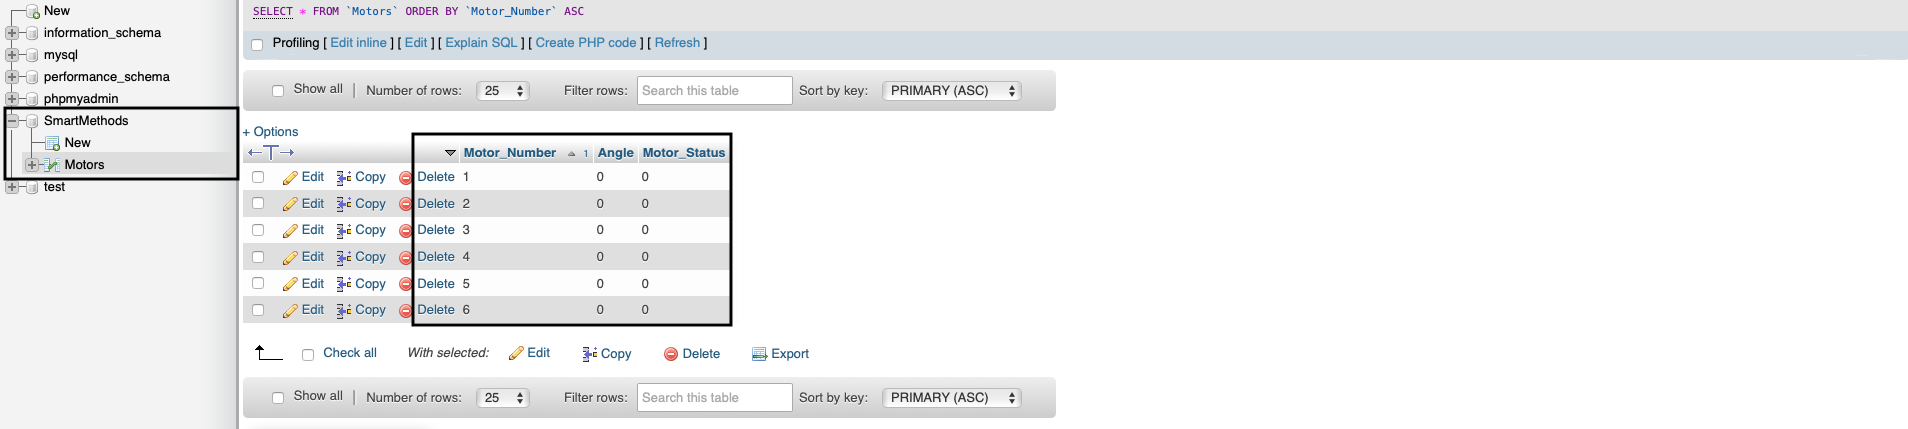 New
information_schema
mysql
performance_schema
phpmyadmin
SmartMethods
New
Motors
test
SELECT * FROM `Motors` ORDER BY `Motor_Number` ASC
Profiling [ Edit inline ] [ Edit ] [ Explain SQL ] [ Create PHP code ] [ Refresh ]
Show all | Number of rows: 25 Filter rows: Search this table Sort by key: PRIMARY (ASC)
+ Options
Motor_Number 1 Angle Motor_Status
Edit Copy Delete 1 0 0
Edit Copy Delete 2 0 0
Edit Copy Delete 3 0 0
Edit Copy Delete 4 0 0
Edit Copy Delete 5 0 0
Edit Copy Delete 6 0 0
Check all With selected: Edit Copy Delete Export
Show all | Number of rows: 25 Filter rows: Search this table Sort by key: PRIMARY (ASC)